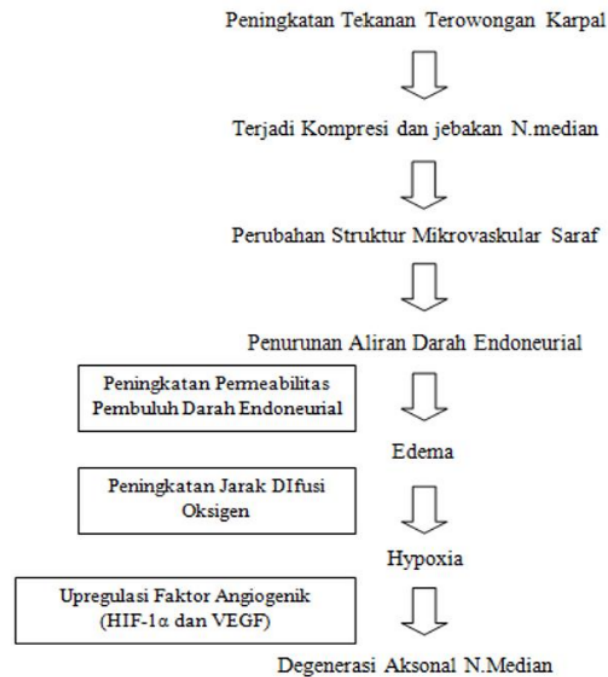 Peningkatan Tekanan Terowongan Karpal
Terjadi Kompresi dan jebakan N.median
Perubahan Struktur Mikrovaskular Saraf
Penurunan Aliran Darah Endoneurial
Peningkatan Permeabilitas
Pembuluh Darah Endoneurial
Edema
Peningkatan Jarak DIfusi
Oksigen
Hypoxia
Upregulasi Faktor Angiogenik
(HIF-1α dan VEGF)
Degenerasi Aksonal N.Median